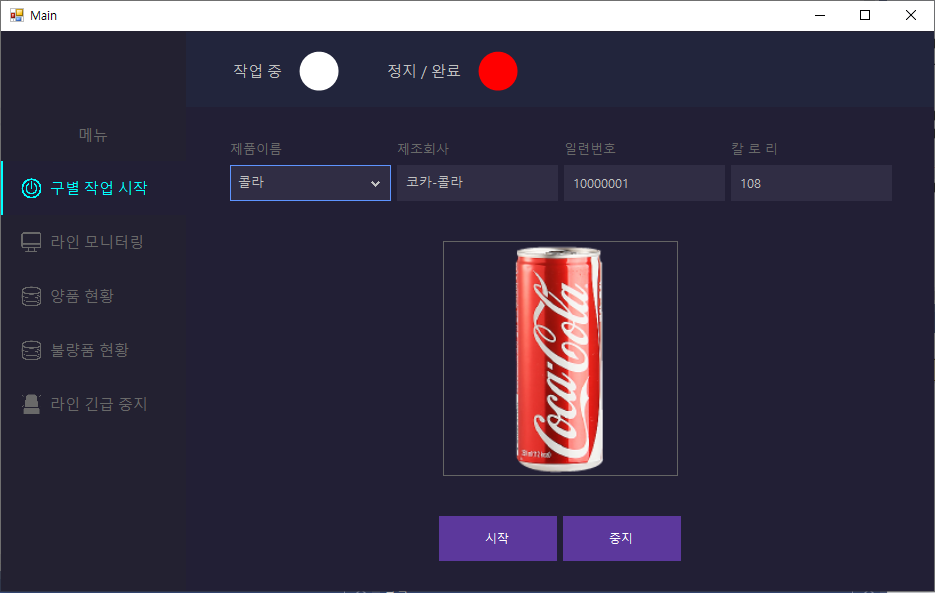 Main
작업 중
정지 / 완료
메뉴
구별 작업 시작
라인 모니터링
양품 현황
불량품 현황
라인 긴급 중지
제품이름
제조회사
일련번호
칼 로 리
콜라
코카-콜라
10000001
108
Coca-Cola
시작
중지